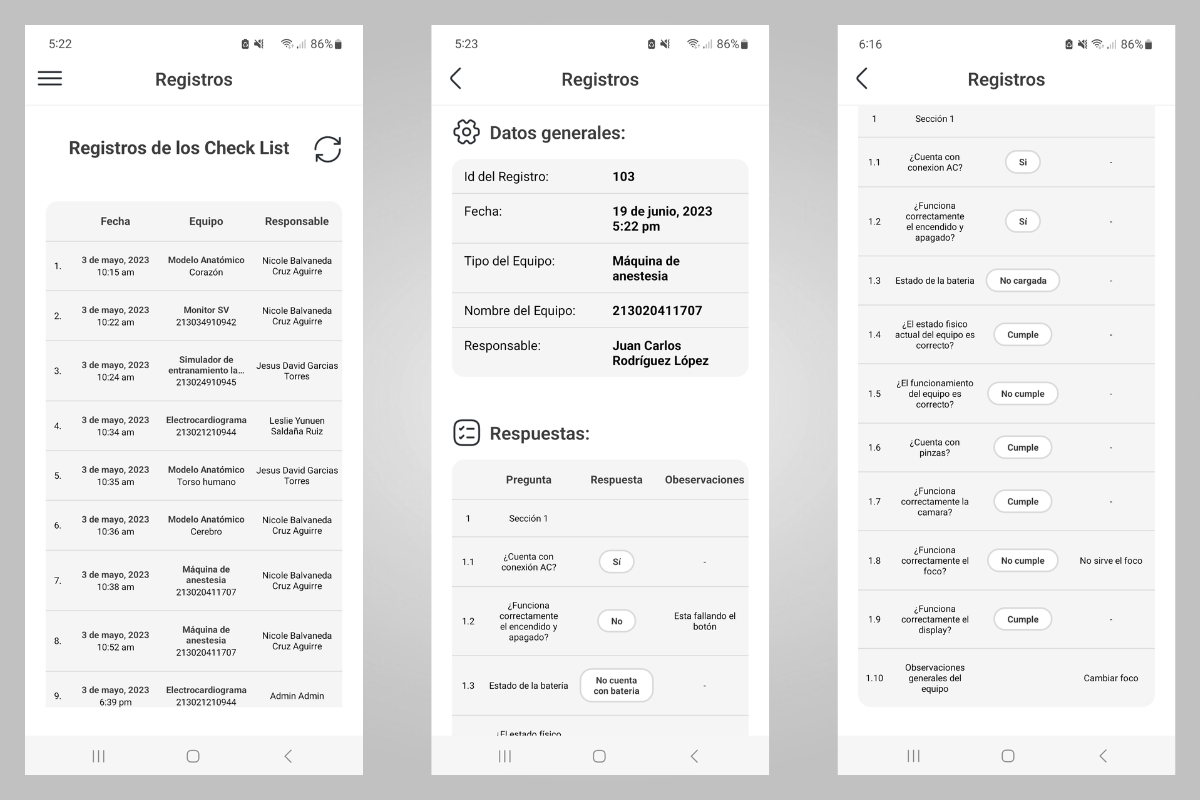 5:22
86%
Registros
Registros de los Check List
Fecha Equipo Responsable
1. 3 de mayo, 2023 10:15 am Modelo Anatómico Corazón Nicole Balvaneda Cruz Aguirre
2. 3 de mayo, 2023 10:22 am Monitor SV 213034910942 Nicole Balvaneda Cruz Aguirre
3. 3 de mayo, 2023 10:24 am Simulador de entranamiento la... 213024910945 Jesus David Garcias Torres
4. 3 de mayo, 2023 10:34 am Electrocardiograma 213021210944 Leslie Yunuen Saldaña Ruiz
5. 3 de mayo, 2023 10:35 am Modelo Anatómico Torso humano Jesus David Garcias Torres
6. 3 de mayo, 2023 10:36 am Modelo Anatómico Cerebro Nicole Balvaneda Cruz Aguirre
7. 3 de mayo, 2023 10:38 am Máquina de anestesia 213020411707 Nicole Balvaneda Cruz Aguirre
8. 3 de mayo, 2023 10:52 am Máquina de anestesia 213020411707 Nicole Balvaneda Cruz Aguirre
9. 3 de mayo, 2023 6:39 pm Electrocardiograma 213021210944 Admin Admin
5:23
86%
Registros
Datos generales:
Id del Registro: 103
Fecha: 19 de junio, 2023 5:22 pm
Tipo del Equipo: Máquina de anestesia
Nombre del Equipo: 213020411707
Responsable: Juan Carlos Rodríguez López
Respuestas:
Pregunta Respuesta Obeservaciones
1 Sección 1
1.1 ¿Cuenta con conexión AC? Sí -
1.2 ¿Funciona correctamente el encendido y apagado? No Esta fallando el botón
1.3 Estado de la batería No cuenta con bateria -
¿El estado físico
6:16
86%
Registros
1 Sección 1
1.1 ¿Cuenta con conexion AC? Si -
1.2 ¿Funciona correctamente el encendido y apagado? Sí -
1.3 Estado de la bateria No cargada -
1.4 ¿El estado fisico actual del equipo es correcto? Cumple -
1.5 ¿El funcionamiento del equipo es correcto? No cumple -
1.6 ¿Cuenta con pinzas? Cumple -
1.7 ¿Funciona correctamente la camara? Cumple -
1.8 ¿Funciona correctamente el foco? No cumple No sirve el foco
1.9 ¿Funciona correctamente el display? Cumple -
1.10 Observaciones generales del equipo Cambiar foco